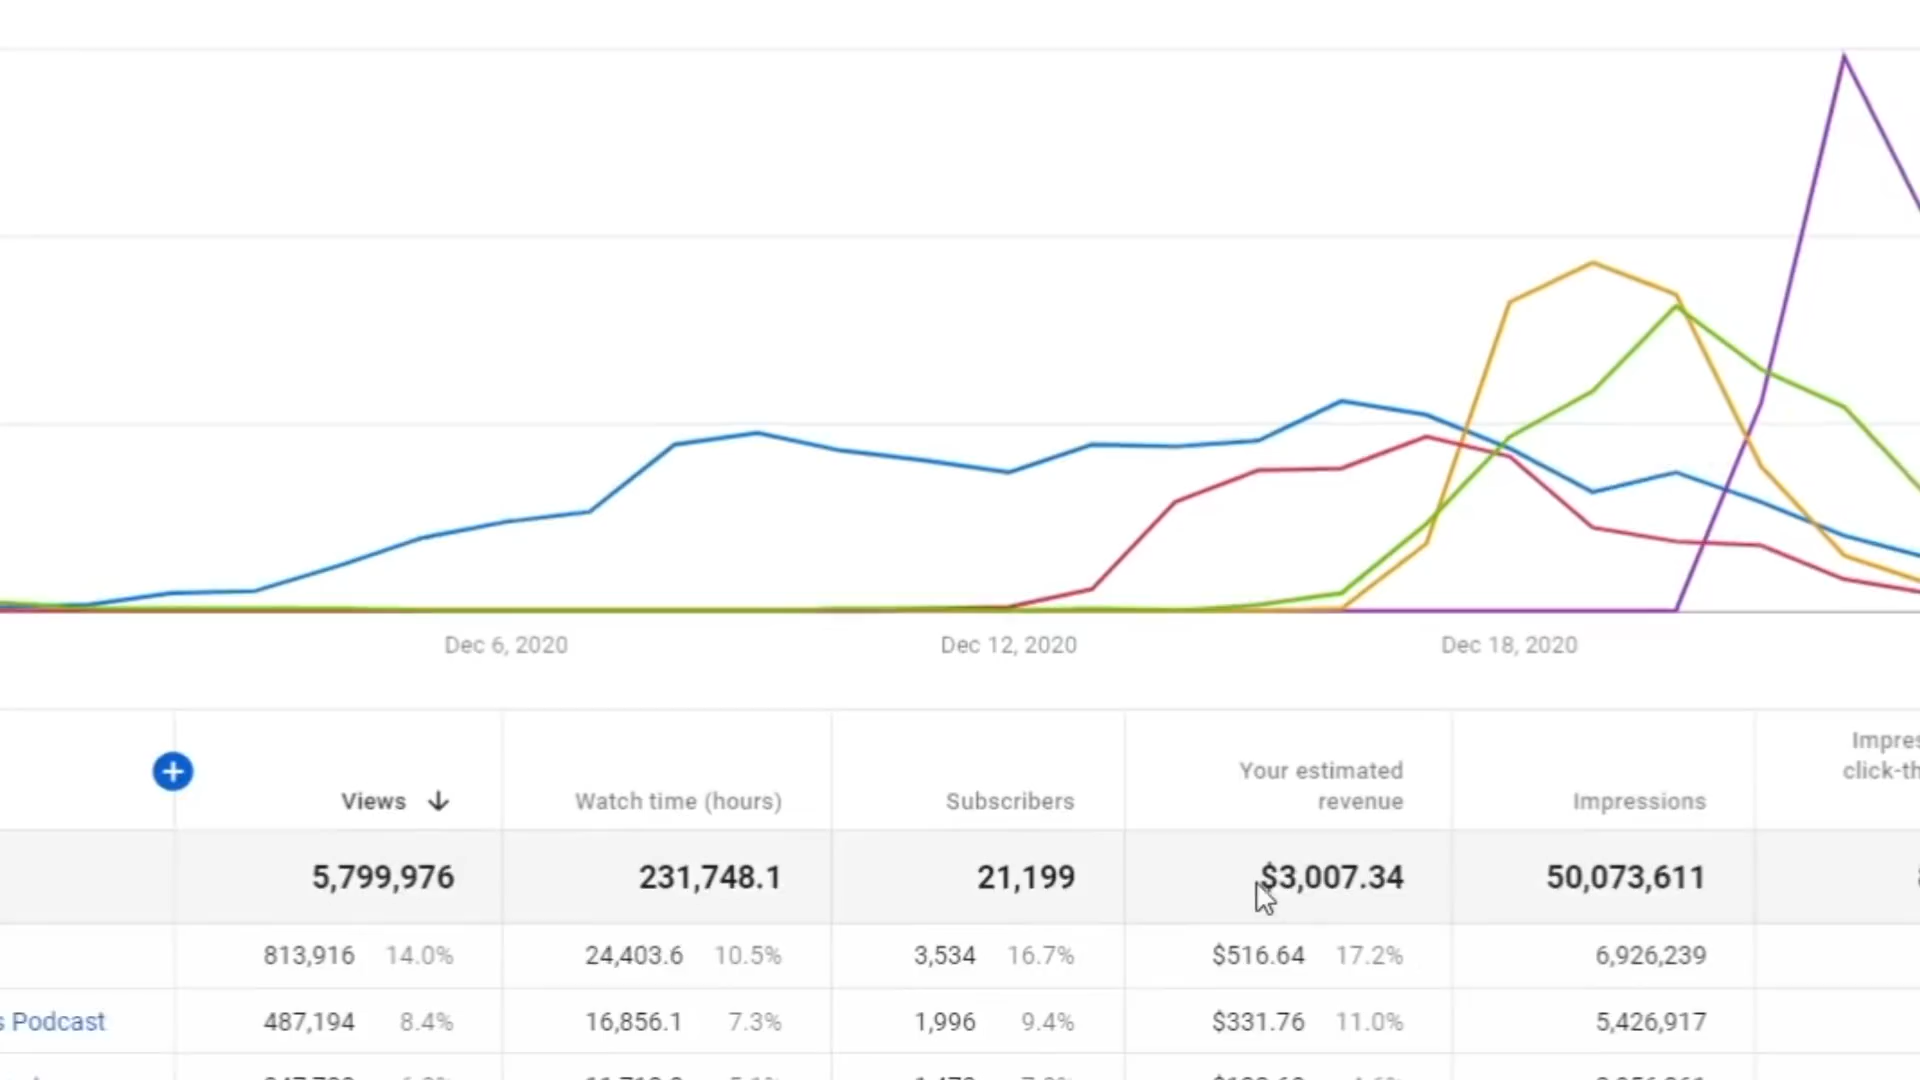 Dec 6, 2020 Dec 12, 2020 Dec 18, 2020
Views Watch time (hours) Subscribers Your estimated revenue Impressions Impres click-th
5,799,976 231,748.1 21,199 $3,007.34 50,073,611
813,916 14.0% 24,403.6 10.5% 3,534 16.7% $516.64 17.2% 6,926,239
s Podcast 487,194 8.4% 16,856.1 7.3% 1,996 9.4% $331.76 11.0% 5,426,917